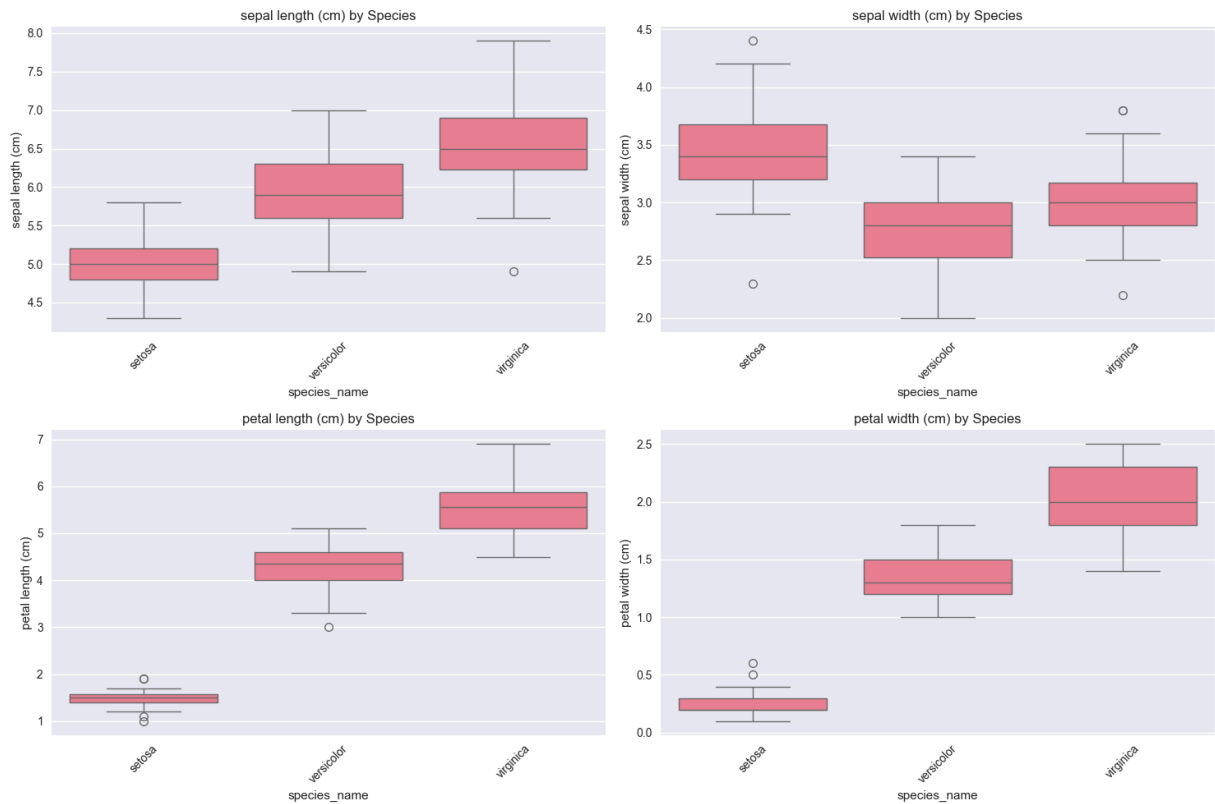 sepal length (cm) by Species
8.0
7.5
7.0
6.5
6.0
5.5
5.0
4.5
sepal length (cm)
setosa
versicolor
virginica
species_name
sepal width (cm) by Species
4.5
4.0
3.5
3.0
2.5
2.0
sepal width (cm)
setosa
versicolor
virginica
species_name
petal length (cm) by Species
7
6
5
4
3
2
1
petal length (cm)
setosa
versicolor
virginica
species_name
petal width (cm) by Species
2.5
2.0
1.5
1.0
0.5
0.0
petal width (cm)
setosa
versicolor
virginica
species_name